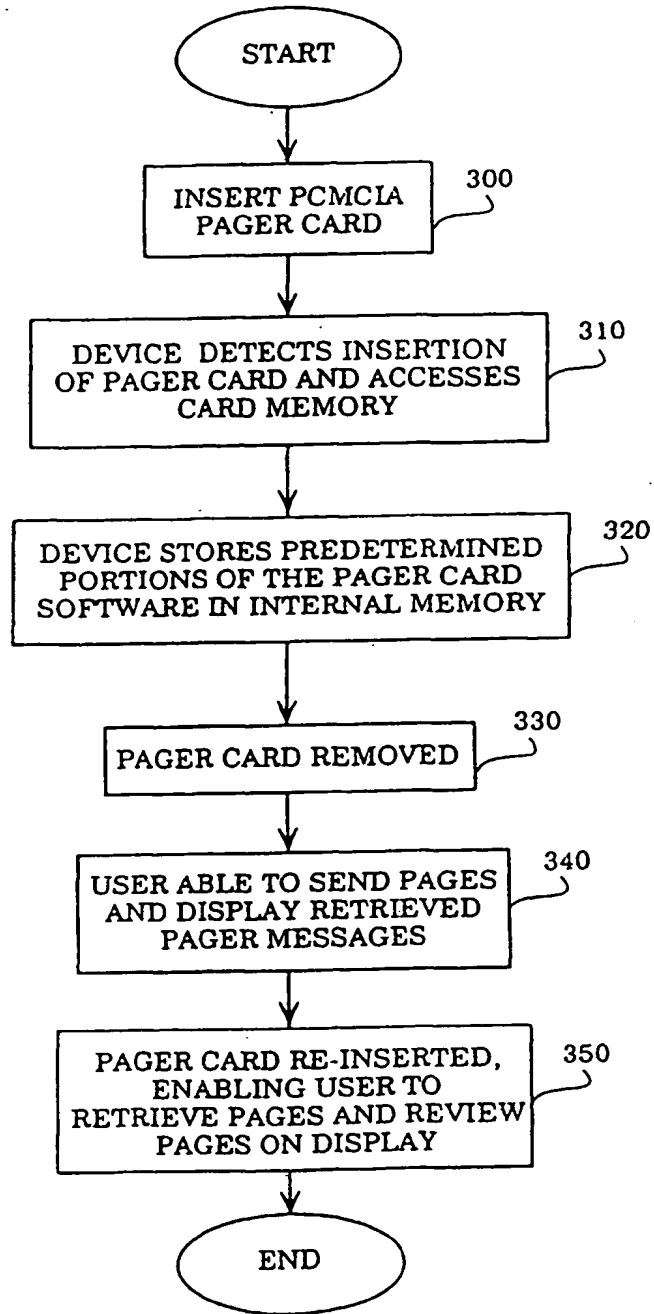 START
INSERT PCMCIA
PAGER CARD
300
DEVICE DETECTS INSERTION
OF PAGER CARD AND ACCESSES
CARD MEMORY
310
DEVICE STORES PREDETERMINED
PORTIONS OF THE PAGER CARD
SOFTWARE IN INTERNAL MEMORY
320
PAGER CARD REMOVED
330
USER ABLE TO SEND PAGES
AND DISPLAY RETRIEVED
PAGER MESSAGES
340
PAGER CARD RE-INSERTED,
ENABLING USER TO
RETRIEVE PAGES AND REVIEW
PAGES ON DISPLAY
350
END